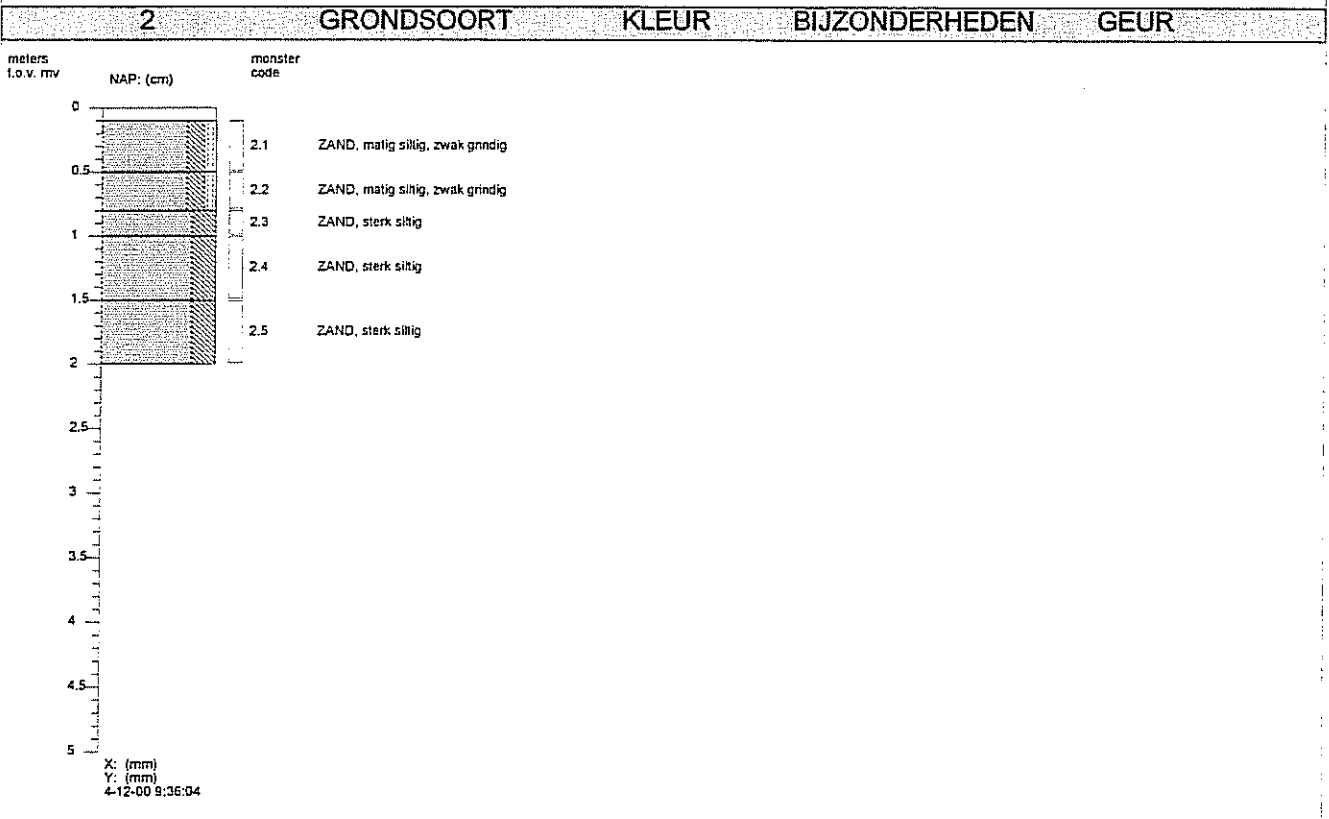 2 GRONDSOORT KLEUR BIJZONDERHEDEN GEUR
meters
t.o.v. mv
NAP: (cm)
monster
code
0
2.1 ZAND, matig siltig, zwak grindig
0.5
2.2 ZAND, matig siltig, zwak grindig
2.3 ZAND, sterk siltig
1
2.4 ZAND, sterk siltig
1.5
2.5 ZAND, sterk siltig
2
2.5
3
3.5
4
4.5
5
X: (mm)
Y: (mm)
4-12-00 9:36:04